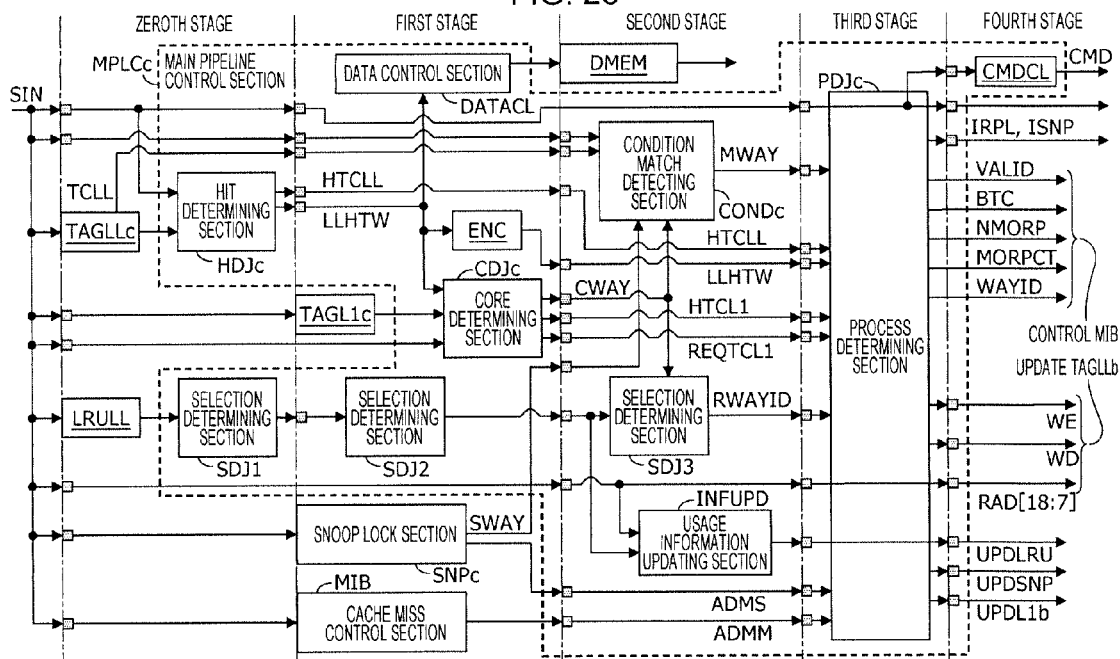 ZEROTH STAGE
FIRST STAGE
SECOND STAGE
THIRD STAGE
FOURTH STAGE
MPLCc
MAIN PIPELINE
CONTROL SECTION
DATA CONTROL SECTION
DATACL
DMEM
PDJc
CMDCL
CMD
SIN
IRPL, ISNP
TCLL
TAGLLc
HIT
DETERMINING
SECTION
HDJc
HTCLL
LLHTW
ENC
CONDITION
MATCH
DETECTING
SECTION
CONDc
MWAY
HTCLL
LLHTW
VALID
BTC
NMORP
MORPCT
WAYID
CDJc
CORE
DETERMINING
SECTION
CWAY
TAGL1c
HTCL1
REQTCL1
PROCESS
DETERMINING
SECTION
CONTROL MIB
UPDATE TAGLLb
LRULL
SELECTION
DETERMINING
SECTION
SDJ1
SELECTION
DETERMINING
SECTION
SDJ2
SELECTION
DETERMINING
SECTION
SDJ3
RWAYID
WE
WD
RAD[18:7]
SNOOP LOCK SECTION
SNPc
SWAY
INFUPD
USAGE
INFORMATION
UPDATING SECTION
UPDLRU
UPDSNP
UPDL1b
MIB
CACHE MISS
CONTROL SECTION
ADMS
ADMM